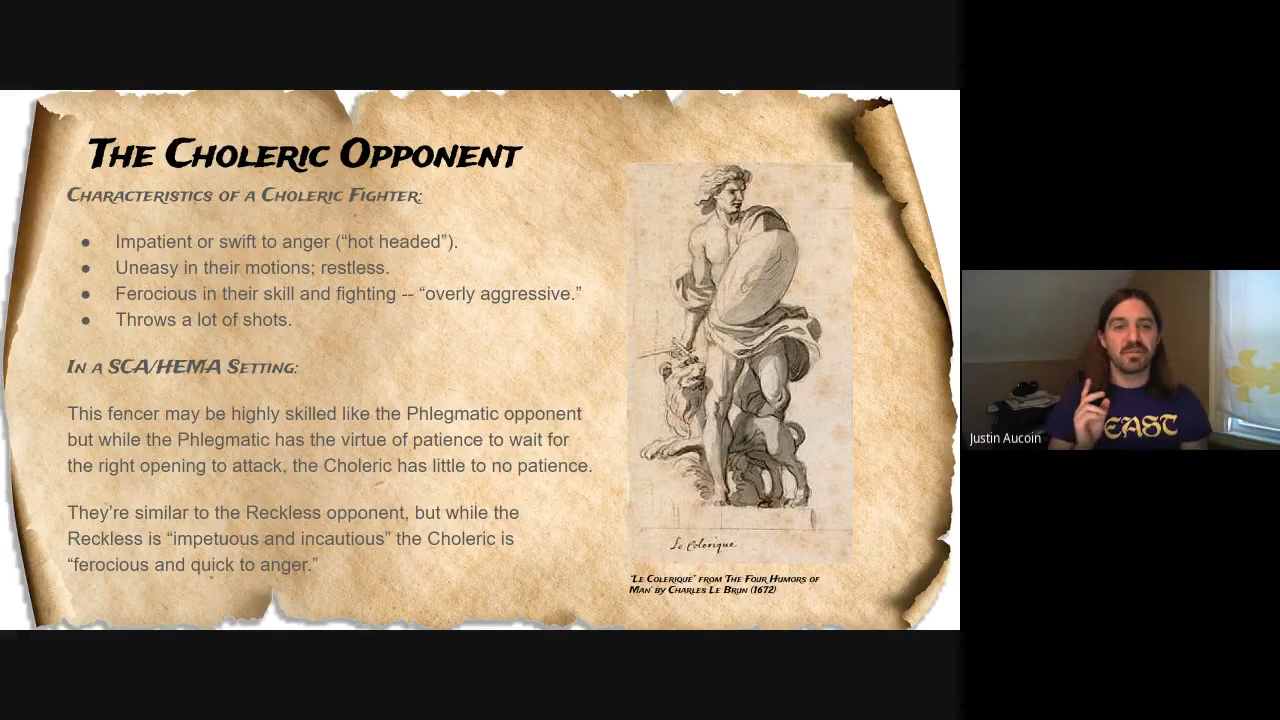 The Choleric Opponent
Characteristics of a Choleric Fighter:
● Impatient or swift to anger (“hot headed”).
● Uneasy in their motions; restless.
● Ferocious in their skill and fighting -- “overly aggressive.”
● Throws a lot of shots.
In a SCA/HEMA Setting:
This fencer may be highly skilled like the Phlegmatic opponent
but while the Phlegmatic has the virtue of patience to wait for
the right opening to attack, the Choleric has little to no patience.
They’re similar to the Reckless opponent, but while the
Reckless is “impetuous and incautious” the Choleric is
“ferocious and quick to anger.”
Le Colerique
"Le Colerique" from The Four Humors of
Man' by Charles Le Brun (1672)
EAST
Justin Aucoin